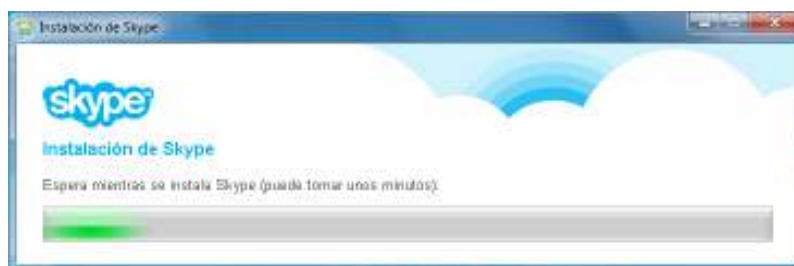 Instalación de Skype
skype
Instalación de Skype
Espera mientras se instala Skype (puede tomar unos minutos).